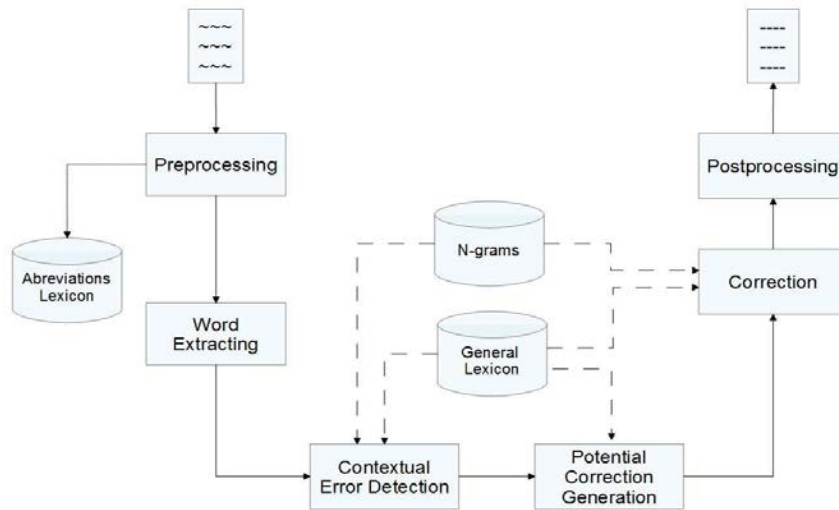 ~~~
~~~
~~~
----
----
----
Preprocessing
Postprocessing
N-grams
Abreviations
Lexicon
Correction
Word
Extracting
General
Lexicon
Contextual
Error Detection
Potential
Correction
Generation